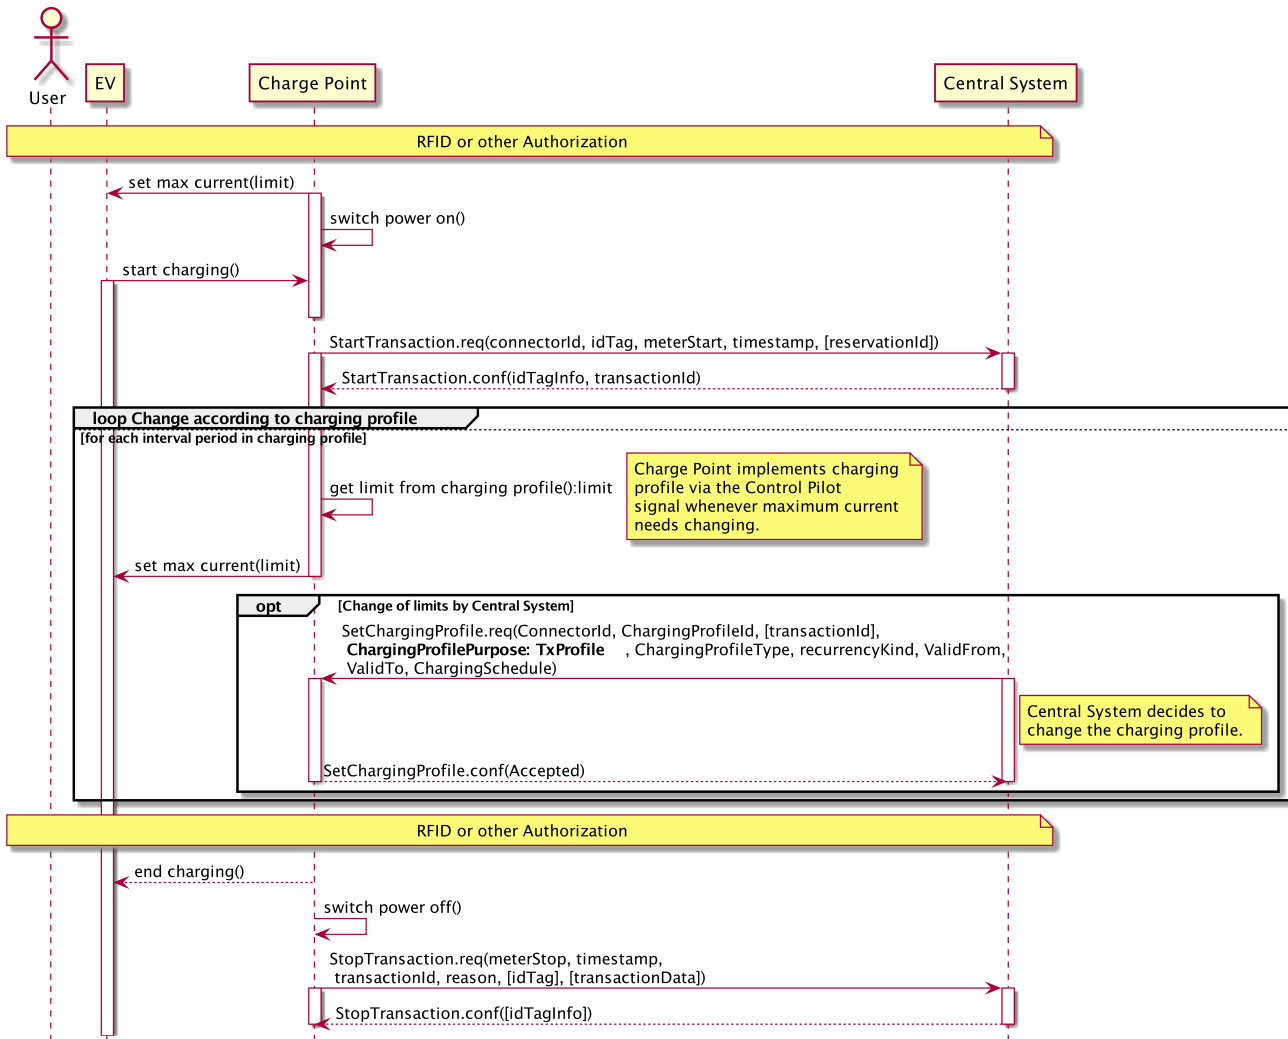 User
EV
Charge Point
Central System
RFID or other Authorization
set max current(limit)
switch power on()
start charging()
StartTransaction.req(connectorId, idTag, meterStart, timestamp, [reservationId])
StartTransaction.conf(idTagInfo, transactionId)
loop Change according to charging profile
[for each interval period in charging profile]
Charge Point implements charging
profile via the Control Pilot
signal whenever maximum current
needs changing.
get limit from charging profile():limit
set max current(limit)
opt
[Change of limits by Central System]
SetChargingProfile.req(ConnectorId, ChargingProfileId, [transactionId],
ChargingProfilePurpose: TxProfile , ChargingProfileType, recurrencyKind, ValidFrom,
ValidTo, ChargingSchedule)
Central System decides to
change the charging profile.
SetChargingProfile.conf(Accepted)
RFID or other Authorization
end charging()
switch power off()
StopTransaction.req(meterStop, timestamp,
transactionId, reason, [idTag], [transactionData])
StopTransaction.conf([idTagInfo])